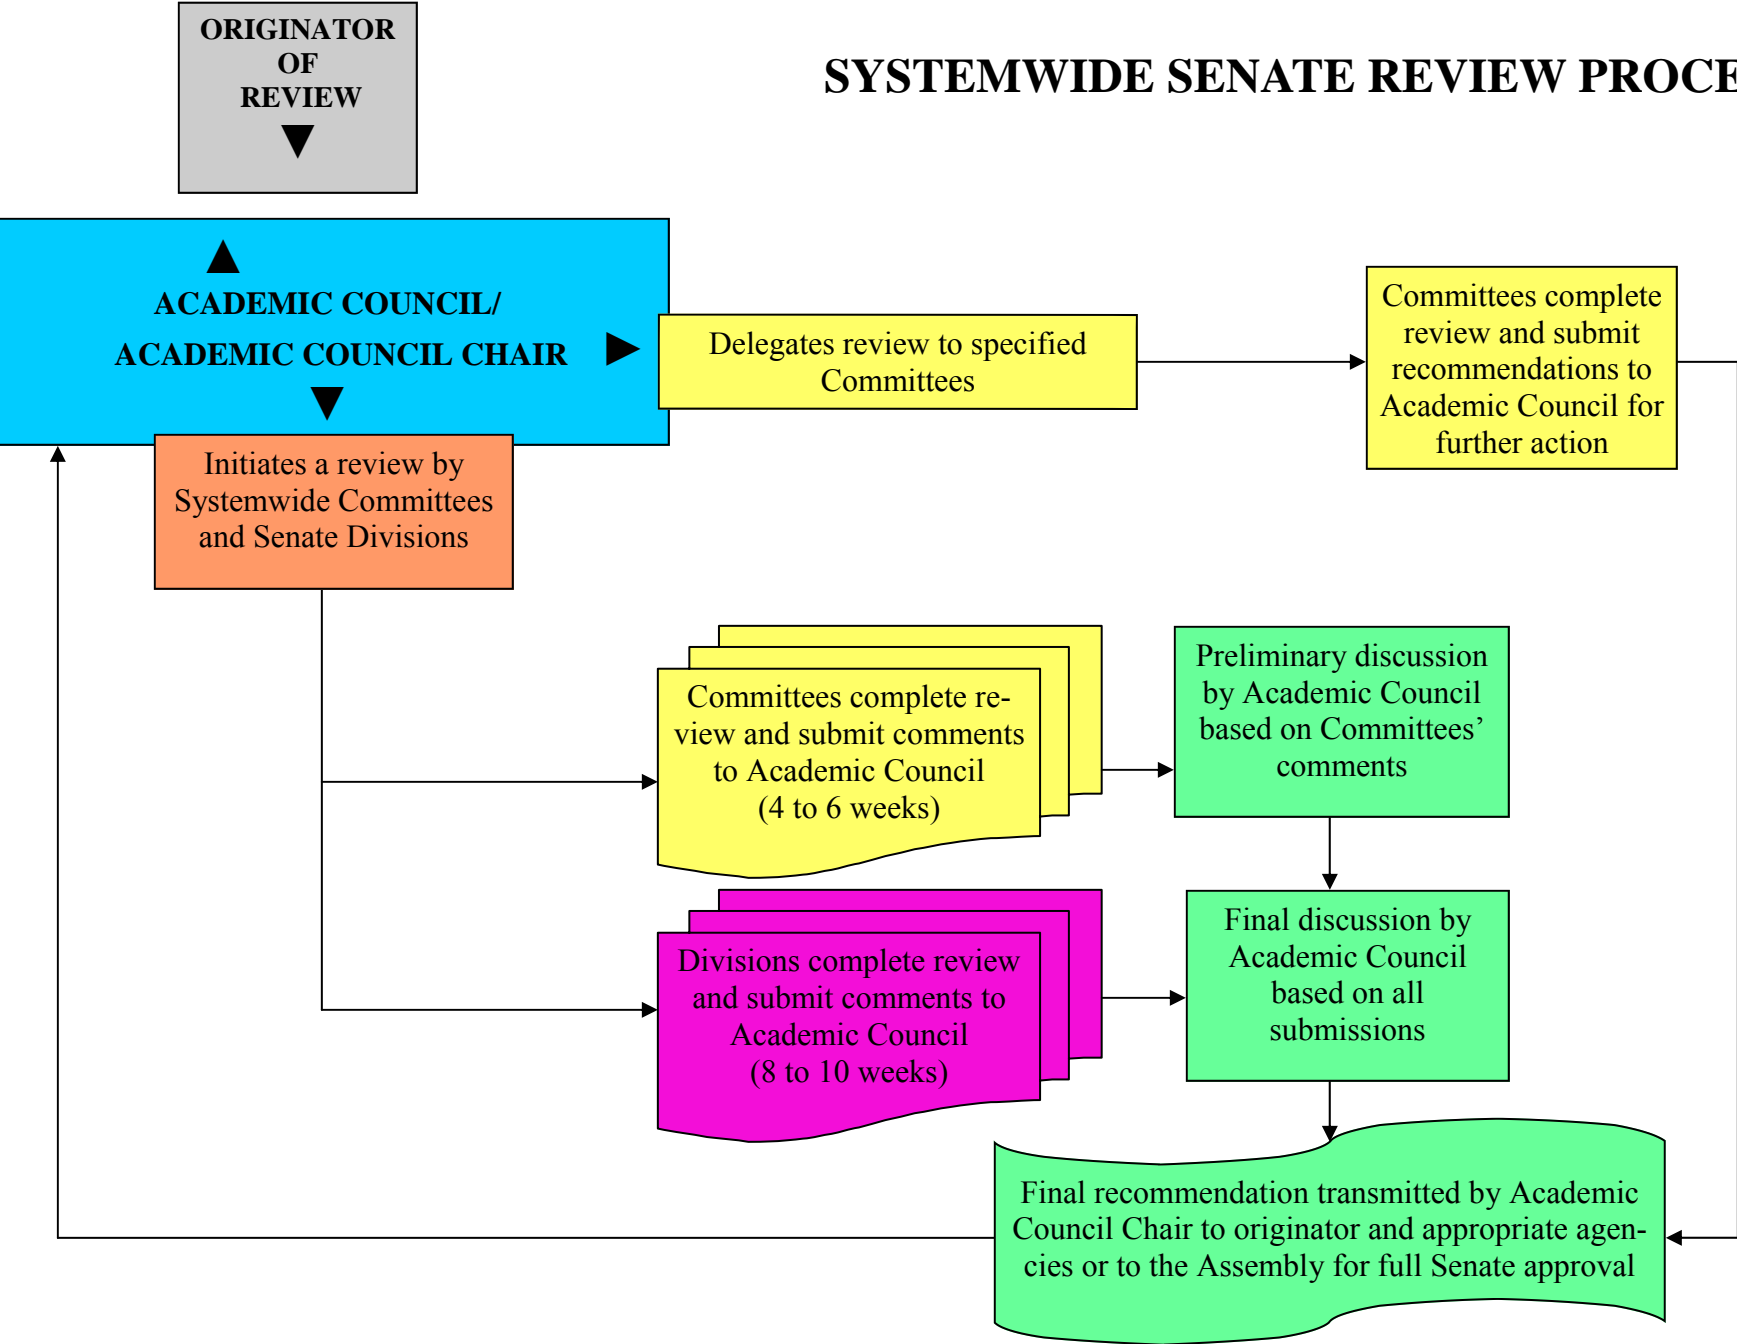 ORIGINATOR
OF
REVIEW
SYSTEMWIDE SENATE REVIEW PROCE
ACADEMIC COUNCIL/
ACADEMIC COUNCIL CHAIR
Delegates review to specified
Committees
Committees complete
review and submit
recommendations to
Academic Council for
further action
Initiates a review by
Systemwide Committees
and Senate Divisions
Committees complete re-
view and submit comments
to Academic Council
(4 to 6 weeks)
Preliminary discussion
by Academic Council
based on Committees’
comments
Divisions complete review
and submit comments to
Academic Council
(8 to 10 weeks)
Final discussion by
Academic Council
based on all
submissions
Final recommendation transmitted by Academic
Council Chair to originator and appropriate agen-
cies or to the Assembly for full Senate approval